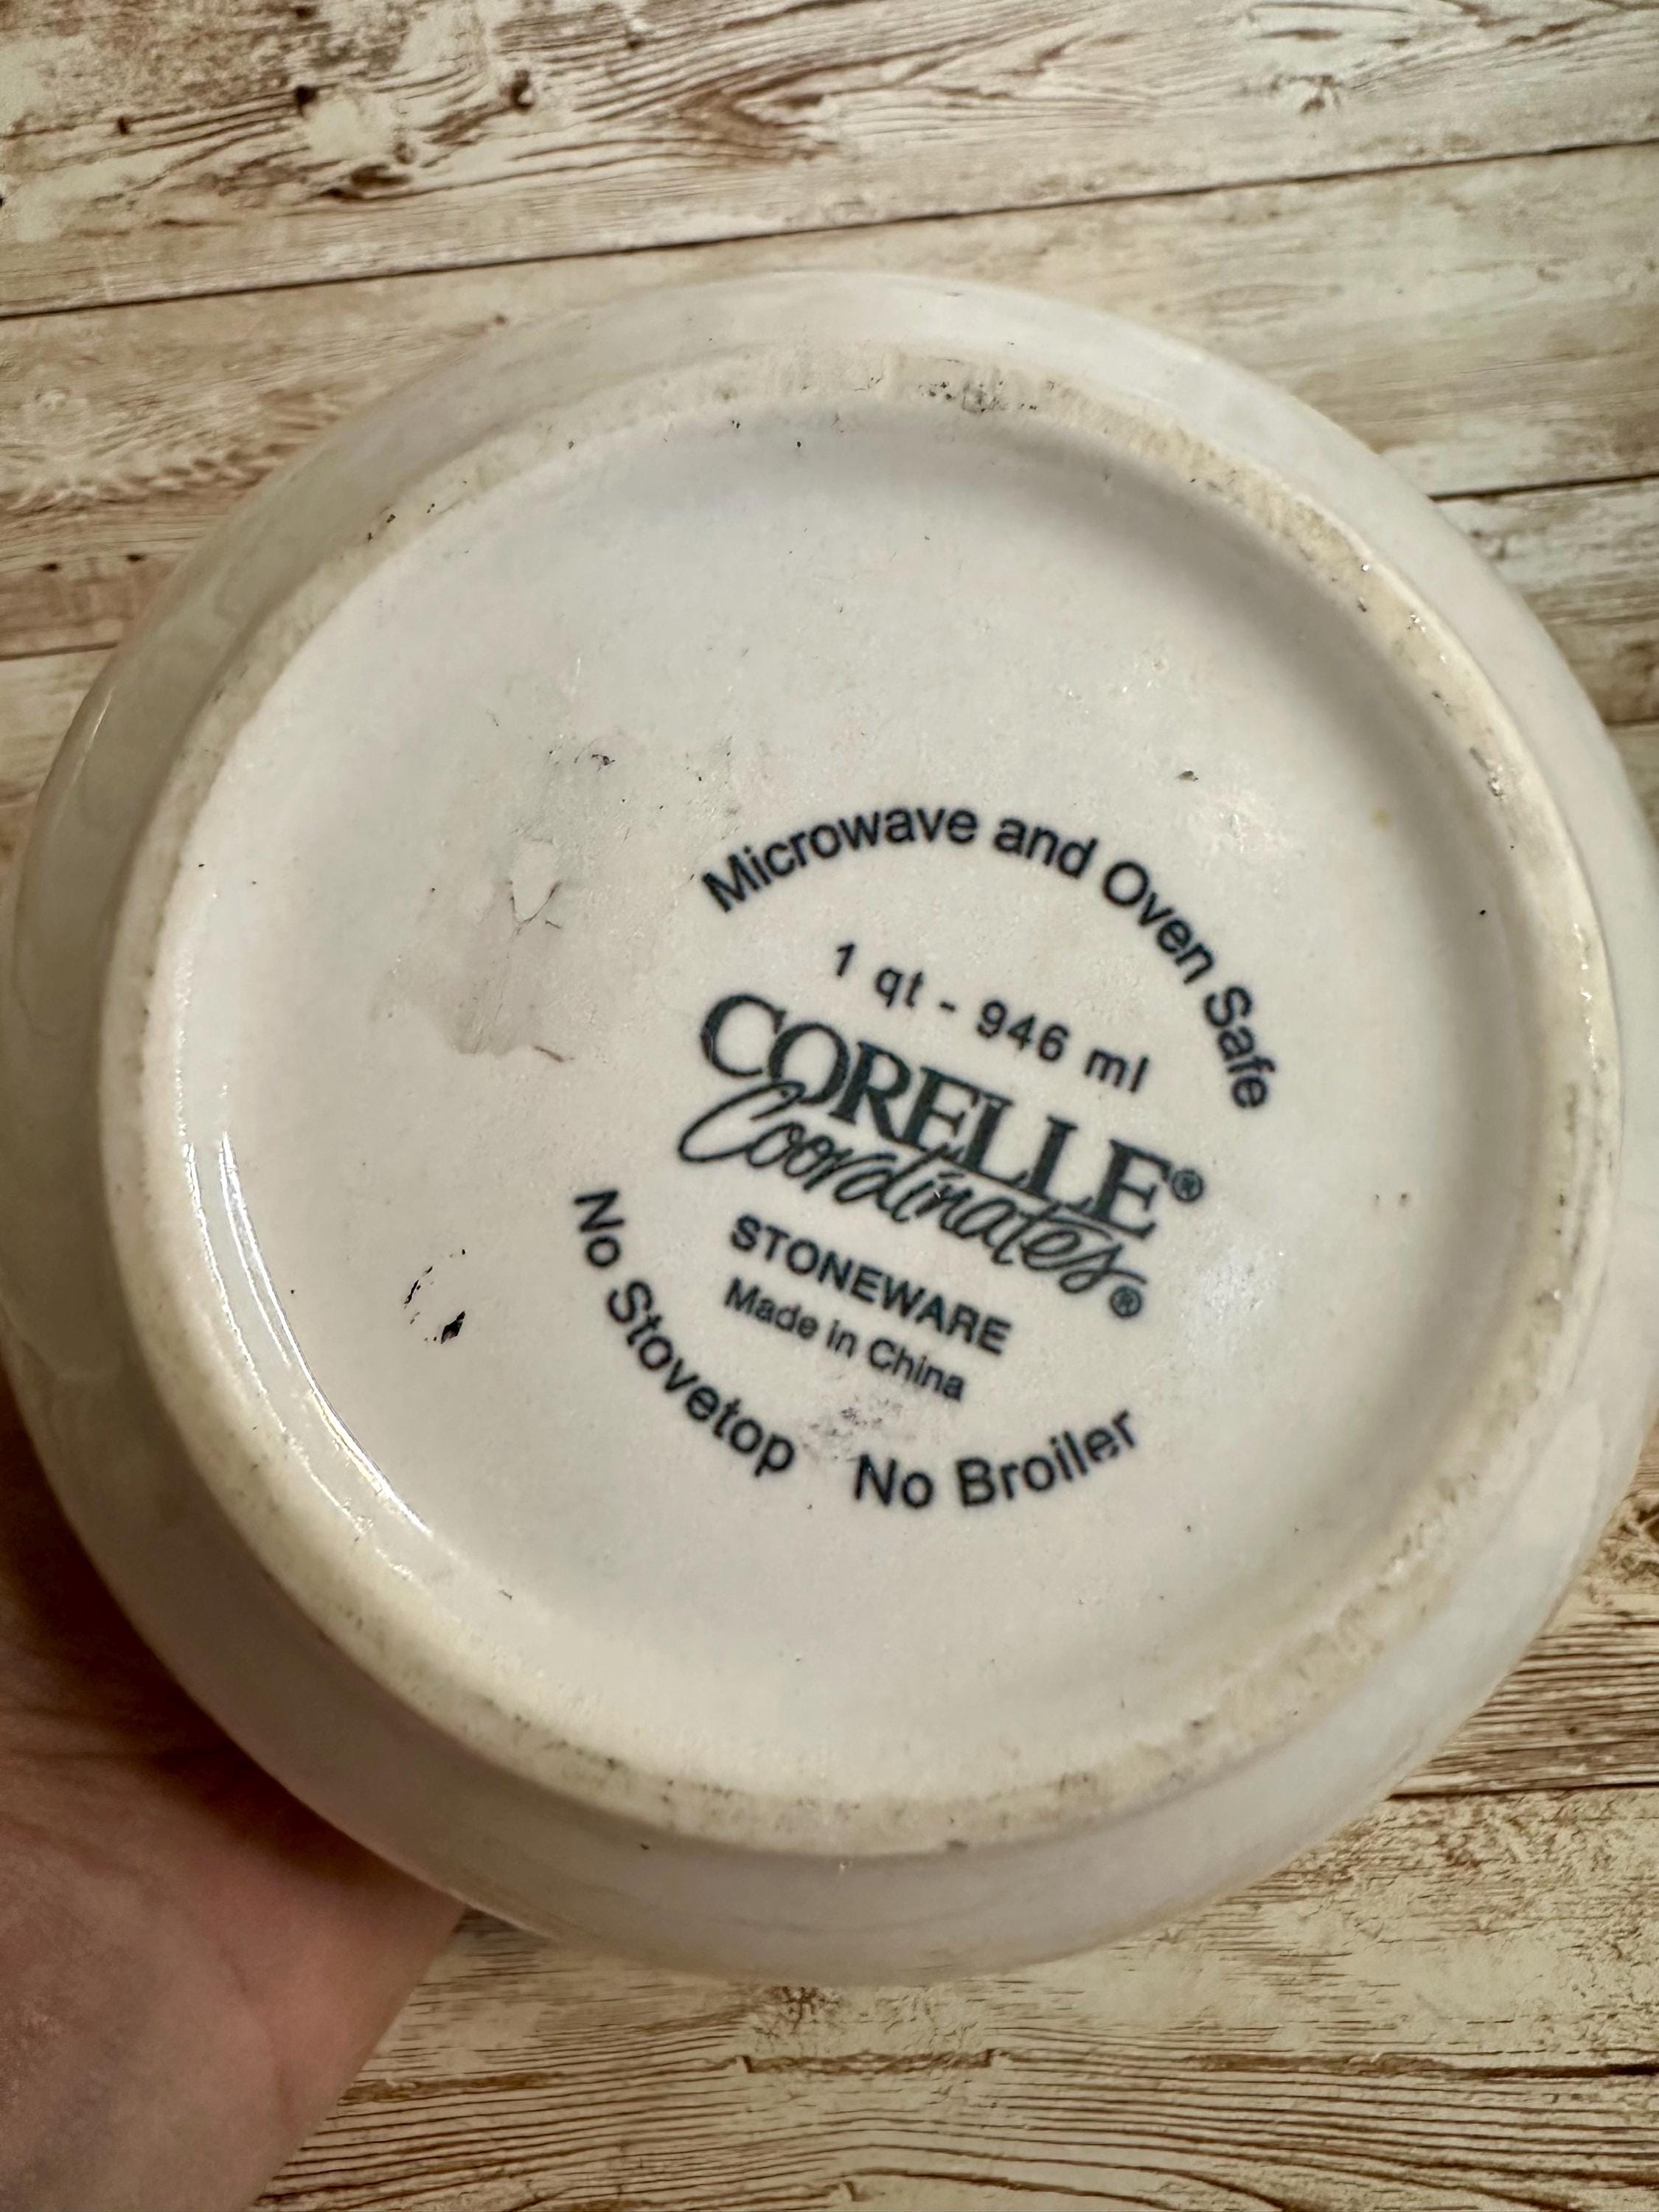 Microwave and Oven Safe
1 qt - 946 ml
CORELLE®
Coordinates®
STONEWARE
Made in China
No Stovetop No Broiler